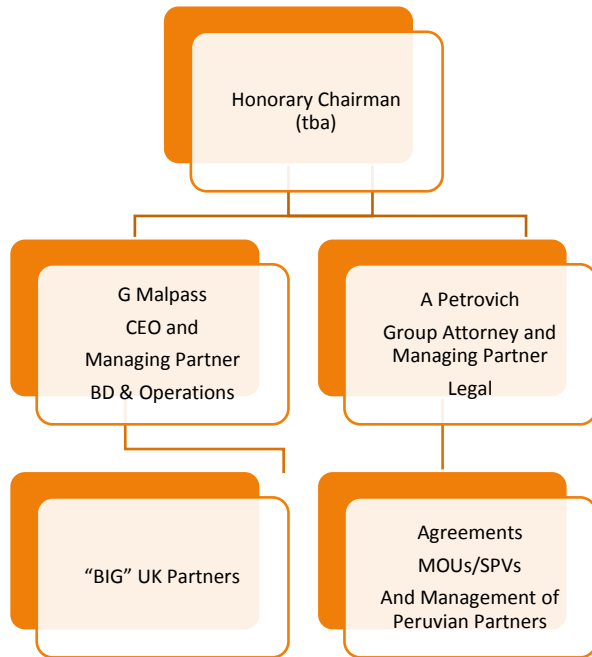 Honorary Chairman
(tba)
G Malpass
CEO and
Managing Partner
BD & Operations
A Petrovich
Group Attorney and
Managing Partner
Legal
“BIG” UK Partners
Agreements
MOUs/SPVs
And Management of
Peruvian Partners